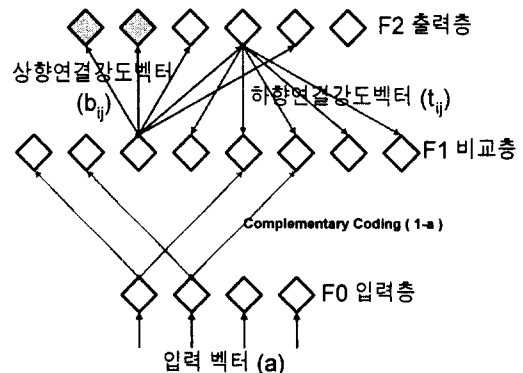 F2 출력층
상향연결강도벡터
(b_ij)
하향연결강도벡터 (t_ij)
F1 비교층
Complementary Coding ( 1-a )
F0 입력층
입력 벡터 (a)